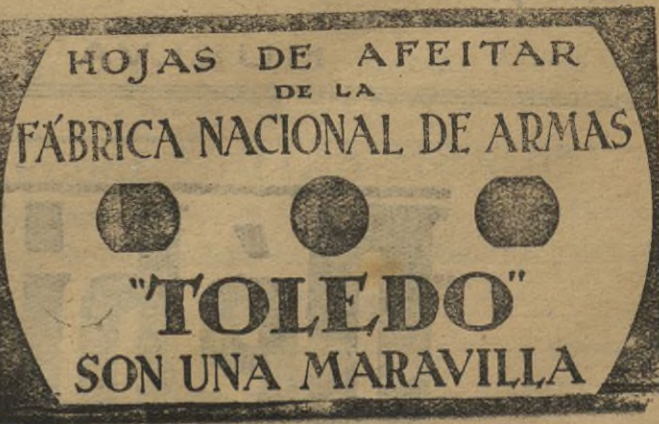 HOJAS DE AFEITAR
DE LA
FÁBRICA NACIONAL DE ARMAS
"TOLEDO"
SON UNA MARAVILLA